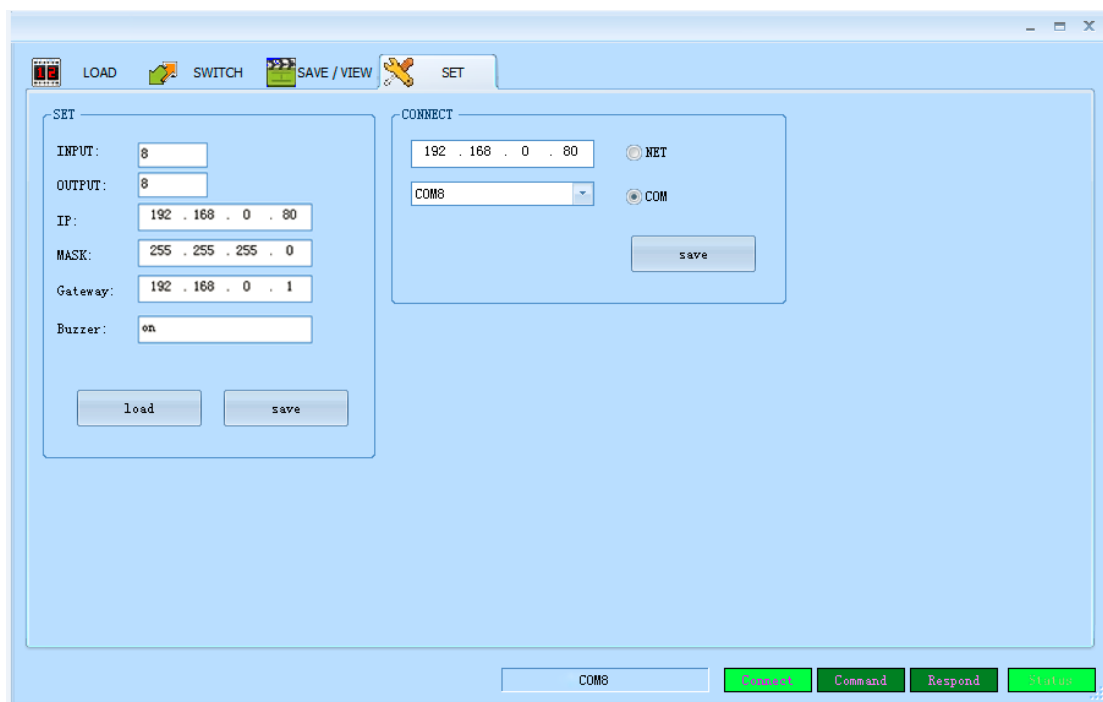 LOAD SWITCH SAVE / VIEW SET
SET
INPUT: 8
OUTPUT: 8
IP: 192 . 168 . 0 . 80
MASK: 255 . 255 . 255 . 0
Gateway: 192 . 168 . 0 . 1
Buzzer: on
load save
CONNECT
192 . 168 . 0 . 80 NET
COM8 COM
save
COM8 Connect Command Respond Status